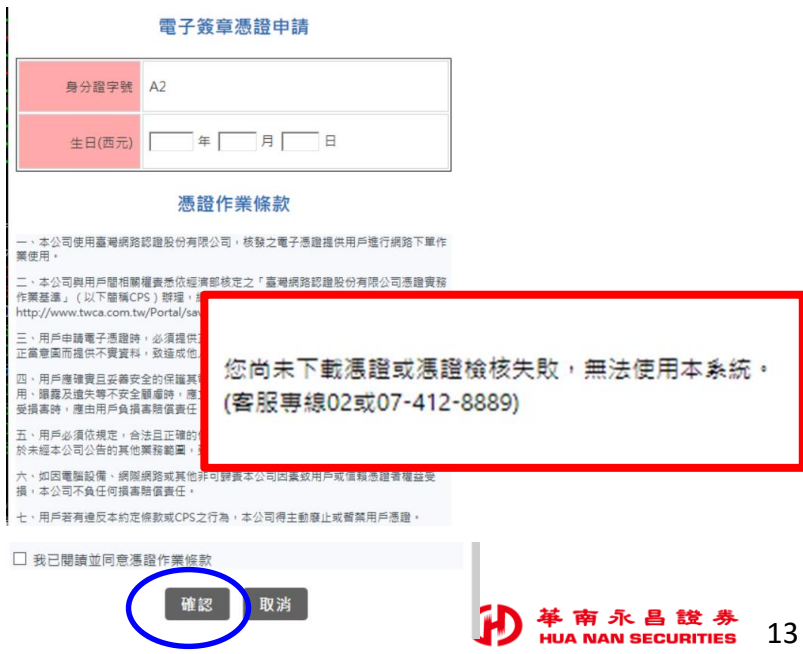 電子簽章憑證申請
身分證字號 A2
生日(西元) 年 月 日
憑證作業條款
一、本公司使用臺灣網路認證股份有限公司，核發之電子憑證提供用戶進行網路下單作
業使用。
二、本公司與用戶間相關權責悉依經濟部核定之「臺灣網路認證股份有限公司憑證實務
作業基準」（以下簡稱CPS）辦理，
http://www.twca.com.tw/Portal/sav
三、用戶申請電子憑證時，必須提供
正當意圖而提供不實資料，致造成他
四、用戶應確實且妥善安全的保護其
用、曝露及遺失等不安全顧慮時，應
受損害時，應由用戶負損害賠償責任
五、用戶必須依規定，合法且正確的
於未經本公司公告的其他業務範圍，
六、如因電腦設備、網際網路或其他非可歸責本公司因素致用戶或信賴憑證者權益受
損，本公司不負任何損害賠償責任。
七、用戶若有違反本約定條款或CPS之行為，本公司得主動廢止或暫禁用戶憑證。
您尚未下載憑證或憑證檢核失敗，無法使用本系統。
(客服專線02或07-412-8889)
我已閱讀並同意憑證作業條款
確認 取消
華南永昌證券
HUA NAN SECURITIES
13